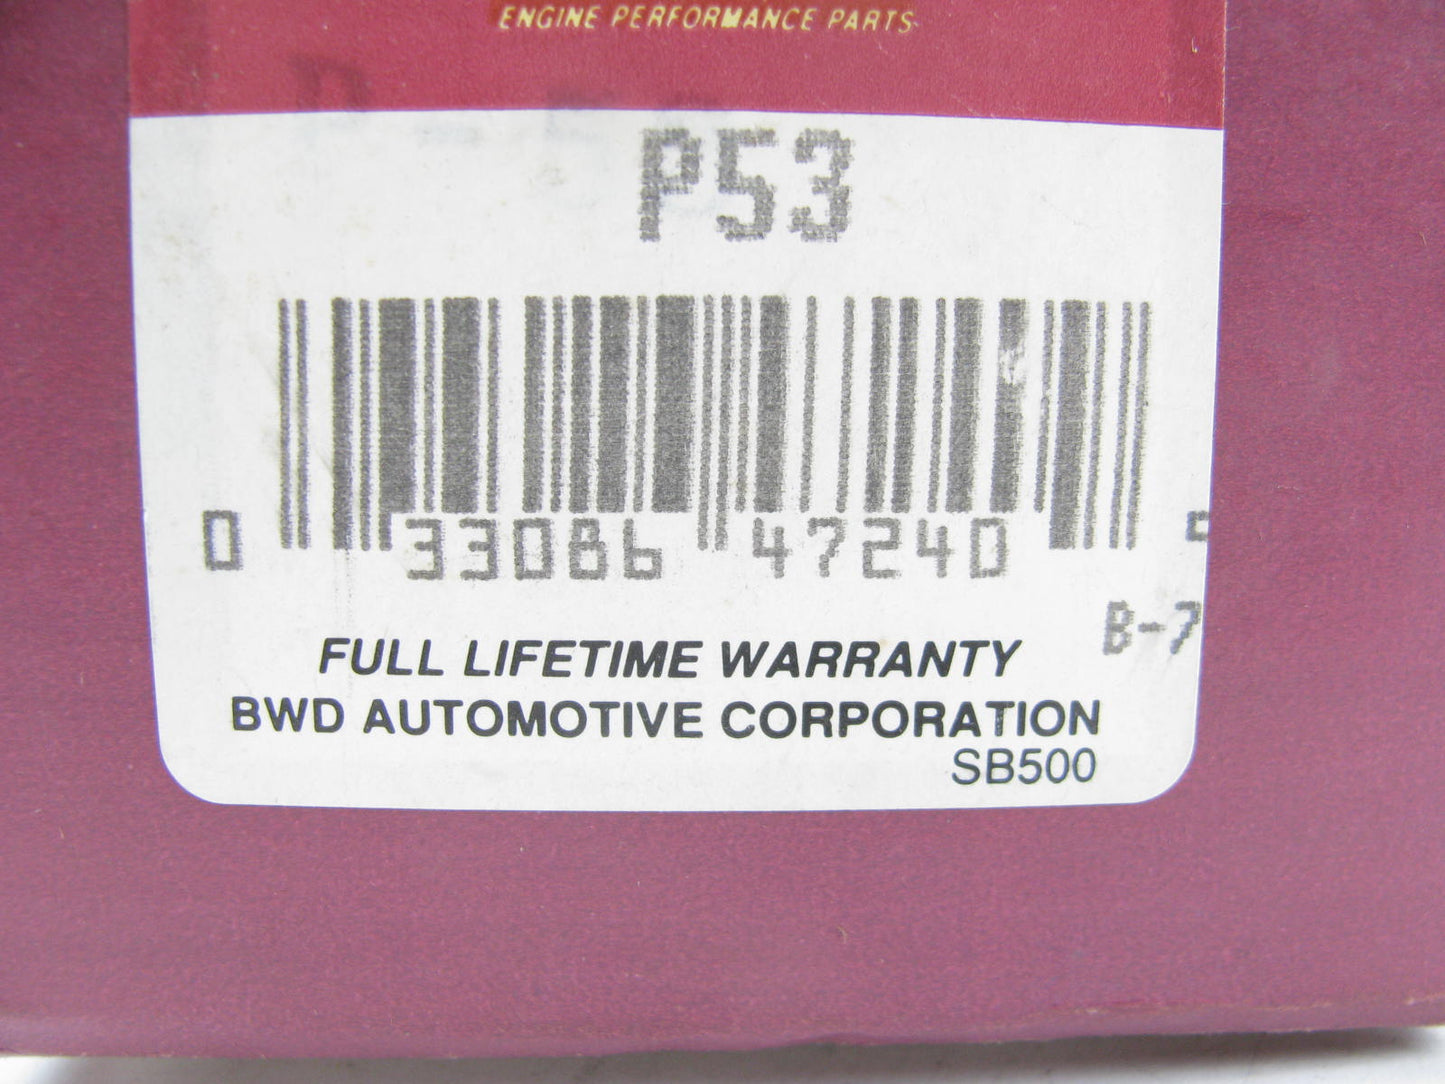 ENGINE PERFORMANCE PARTS
P53
0 33086 47240
B-7
FULL LIFETIME WARRANTY
BWD AUTOMOTIVE CORPORATION
SB500